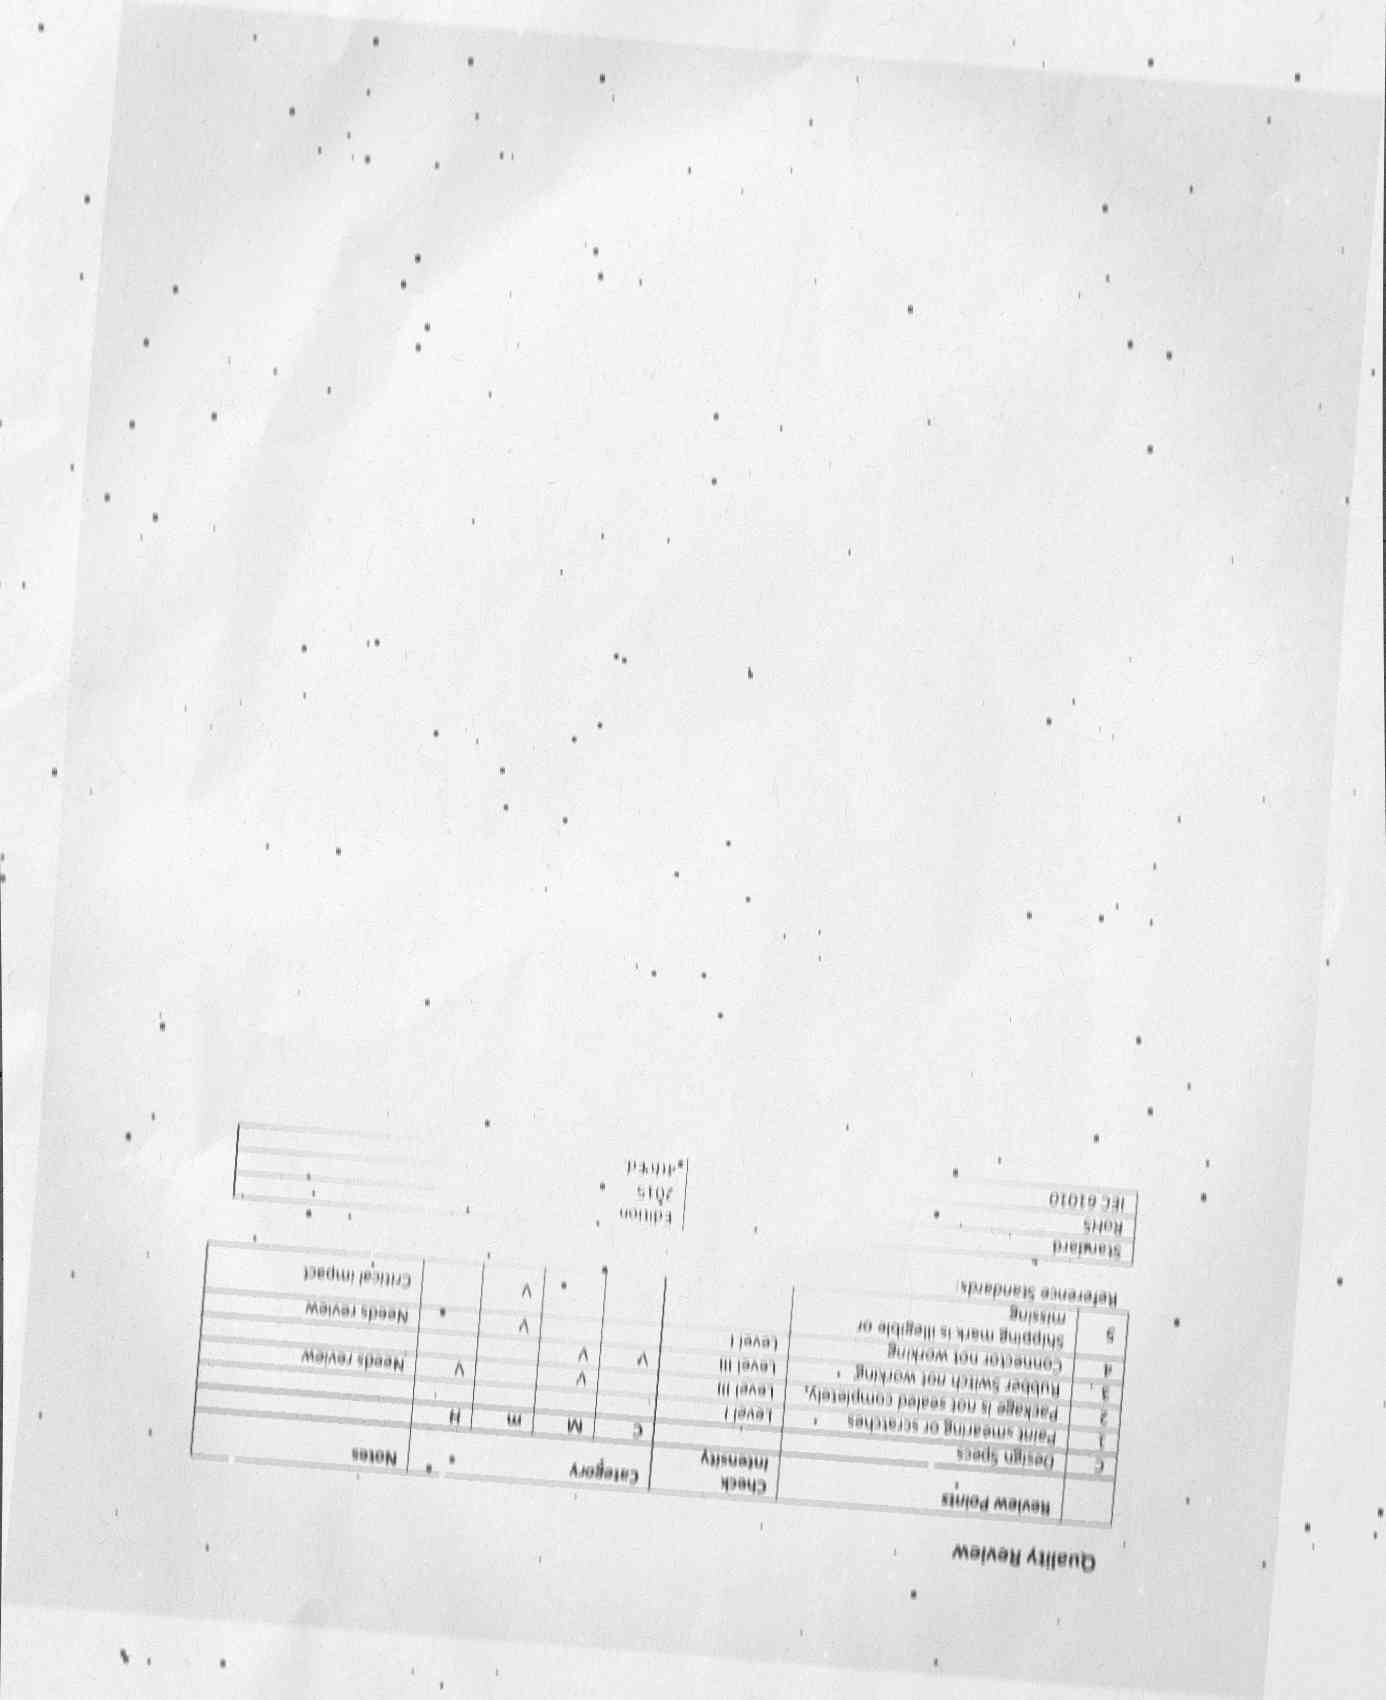 Quality Review
Review Points Check Intensity Category Notes
C Design Specs C M m H
1 Paint smearing or scratches Level I
2 Package is not sealed completely, Level III V V Needs review
3 Rubber Switch not working Level III V V
4 Connector not working Level I V Needs review
5 Shipping mark is illegible or V Critical impact
missing
Reference Standards:
Standard Edition
RoHS 2015
IEC 61010 4th Ed.